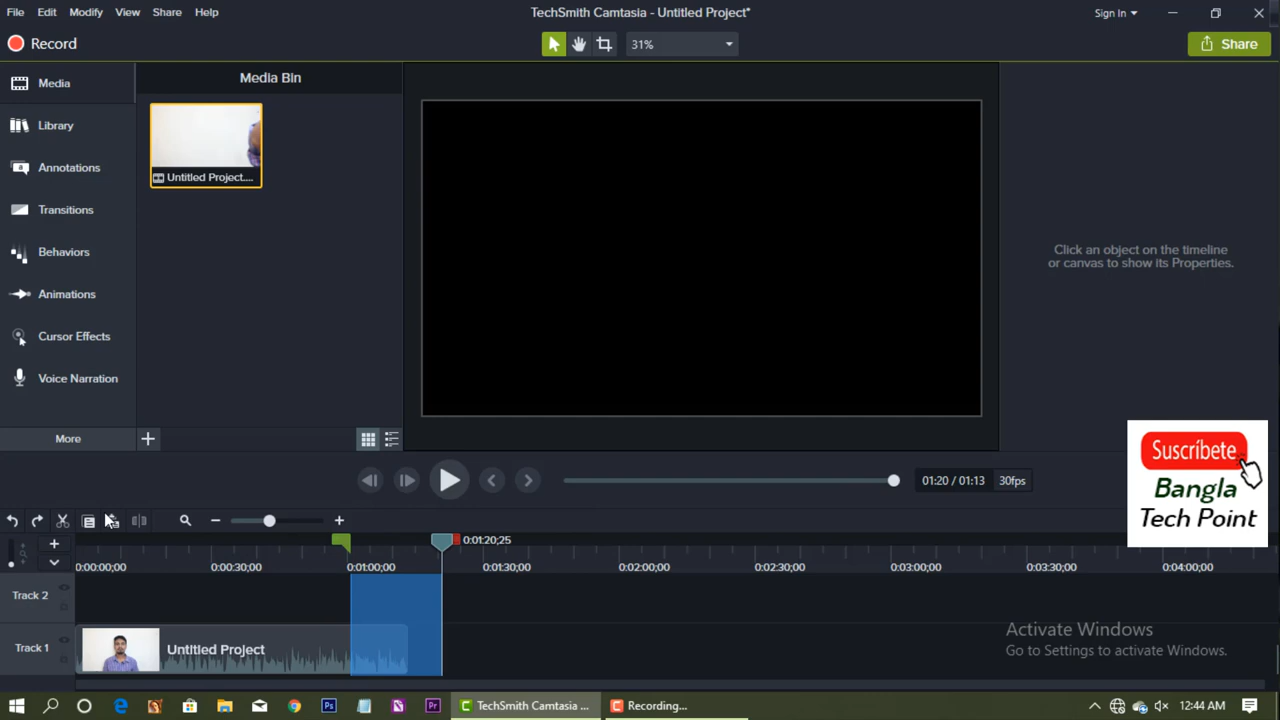 File Edit Modify View Share Help
TechSmith Camtasia - Untitled Project*
Sign In
Record
31%
Share
Media
Library
Annotations
Transitions
Behaviors
Animations
Cursor Effects
Voice Narration
More
Media Bin
Untitled Project....
Click an object on the timeline
or canvas to show its Properties.
01:20 / 01:13 30fps
Suscríbete
Bangla
Tech Point
0:01:20;25
0:00:00;00 0:00:30;00 0:01:00;00 0:01:30;00 0:02:00;00 0:02:30;00 0:03:00;00 0:03:30;00 0:04:00;00
Track 2
Track 1
Untitled Project
Activate Windows
Go to Settings to activate Windows.
TechSmith Camtasia ...
Recording...
12:44 AM